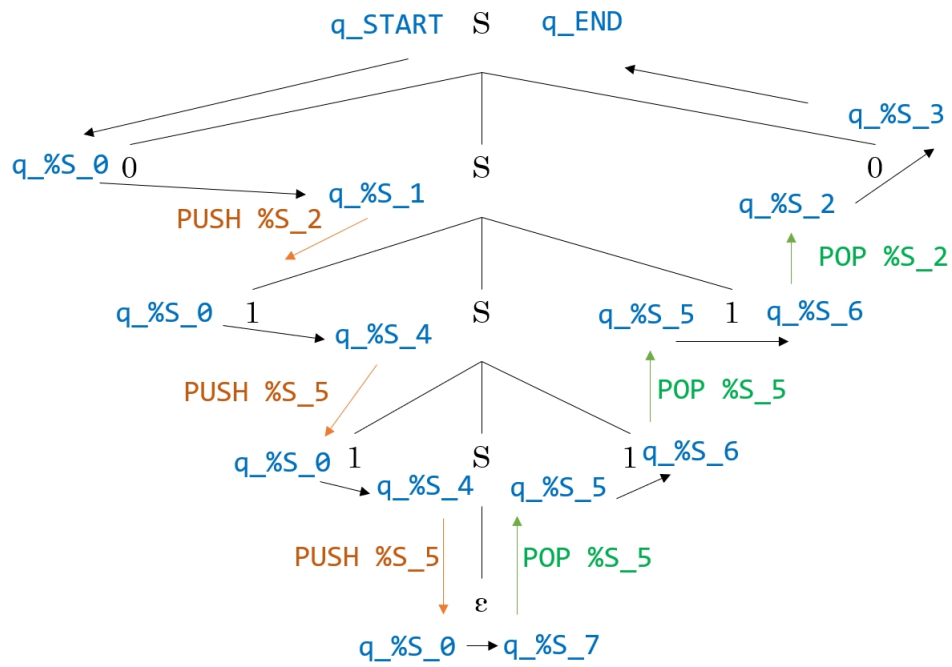 q_START S q_END
q_%S_3
q_%S_0 0 S 0
q_%S_1 q_%S_2
PUSH %S_2
POP %S_2
q_%S_0 1 S q_%S_5 1 q_%S_6
q_%S_4
PUSH %S_5 POP %S_5
q_%S_0 1 S 1 q_%S_6
q_%S_4 q_%S_5
PUSH %S_5 POP %S_5
ε
q_%S_0 q_%S_7